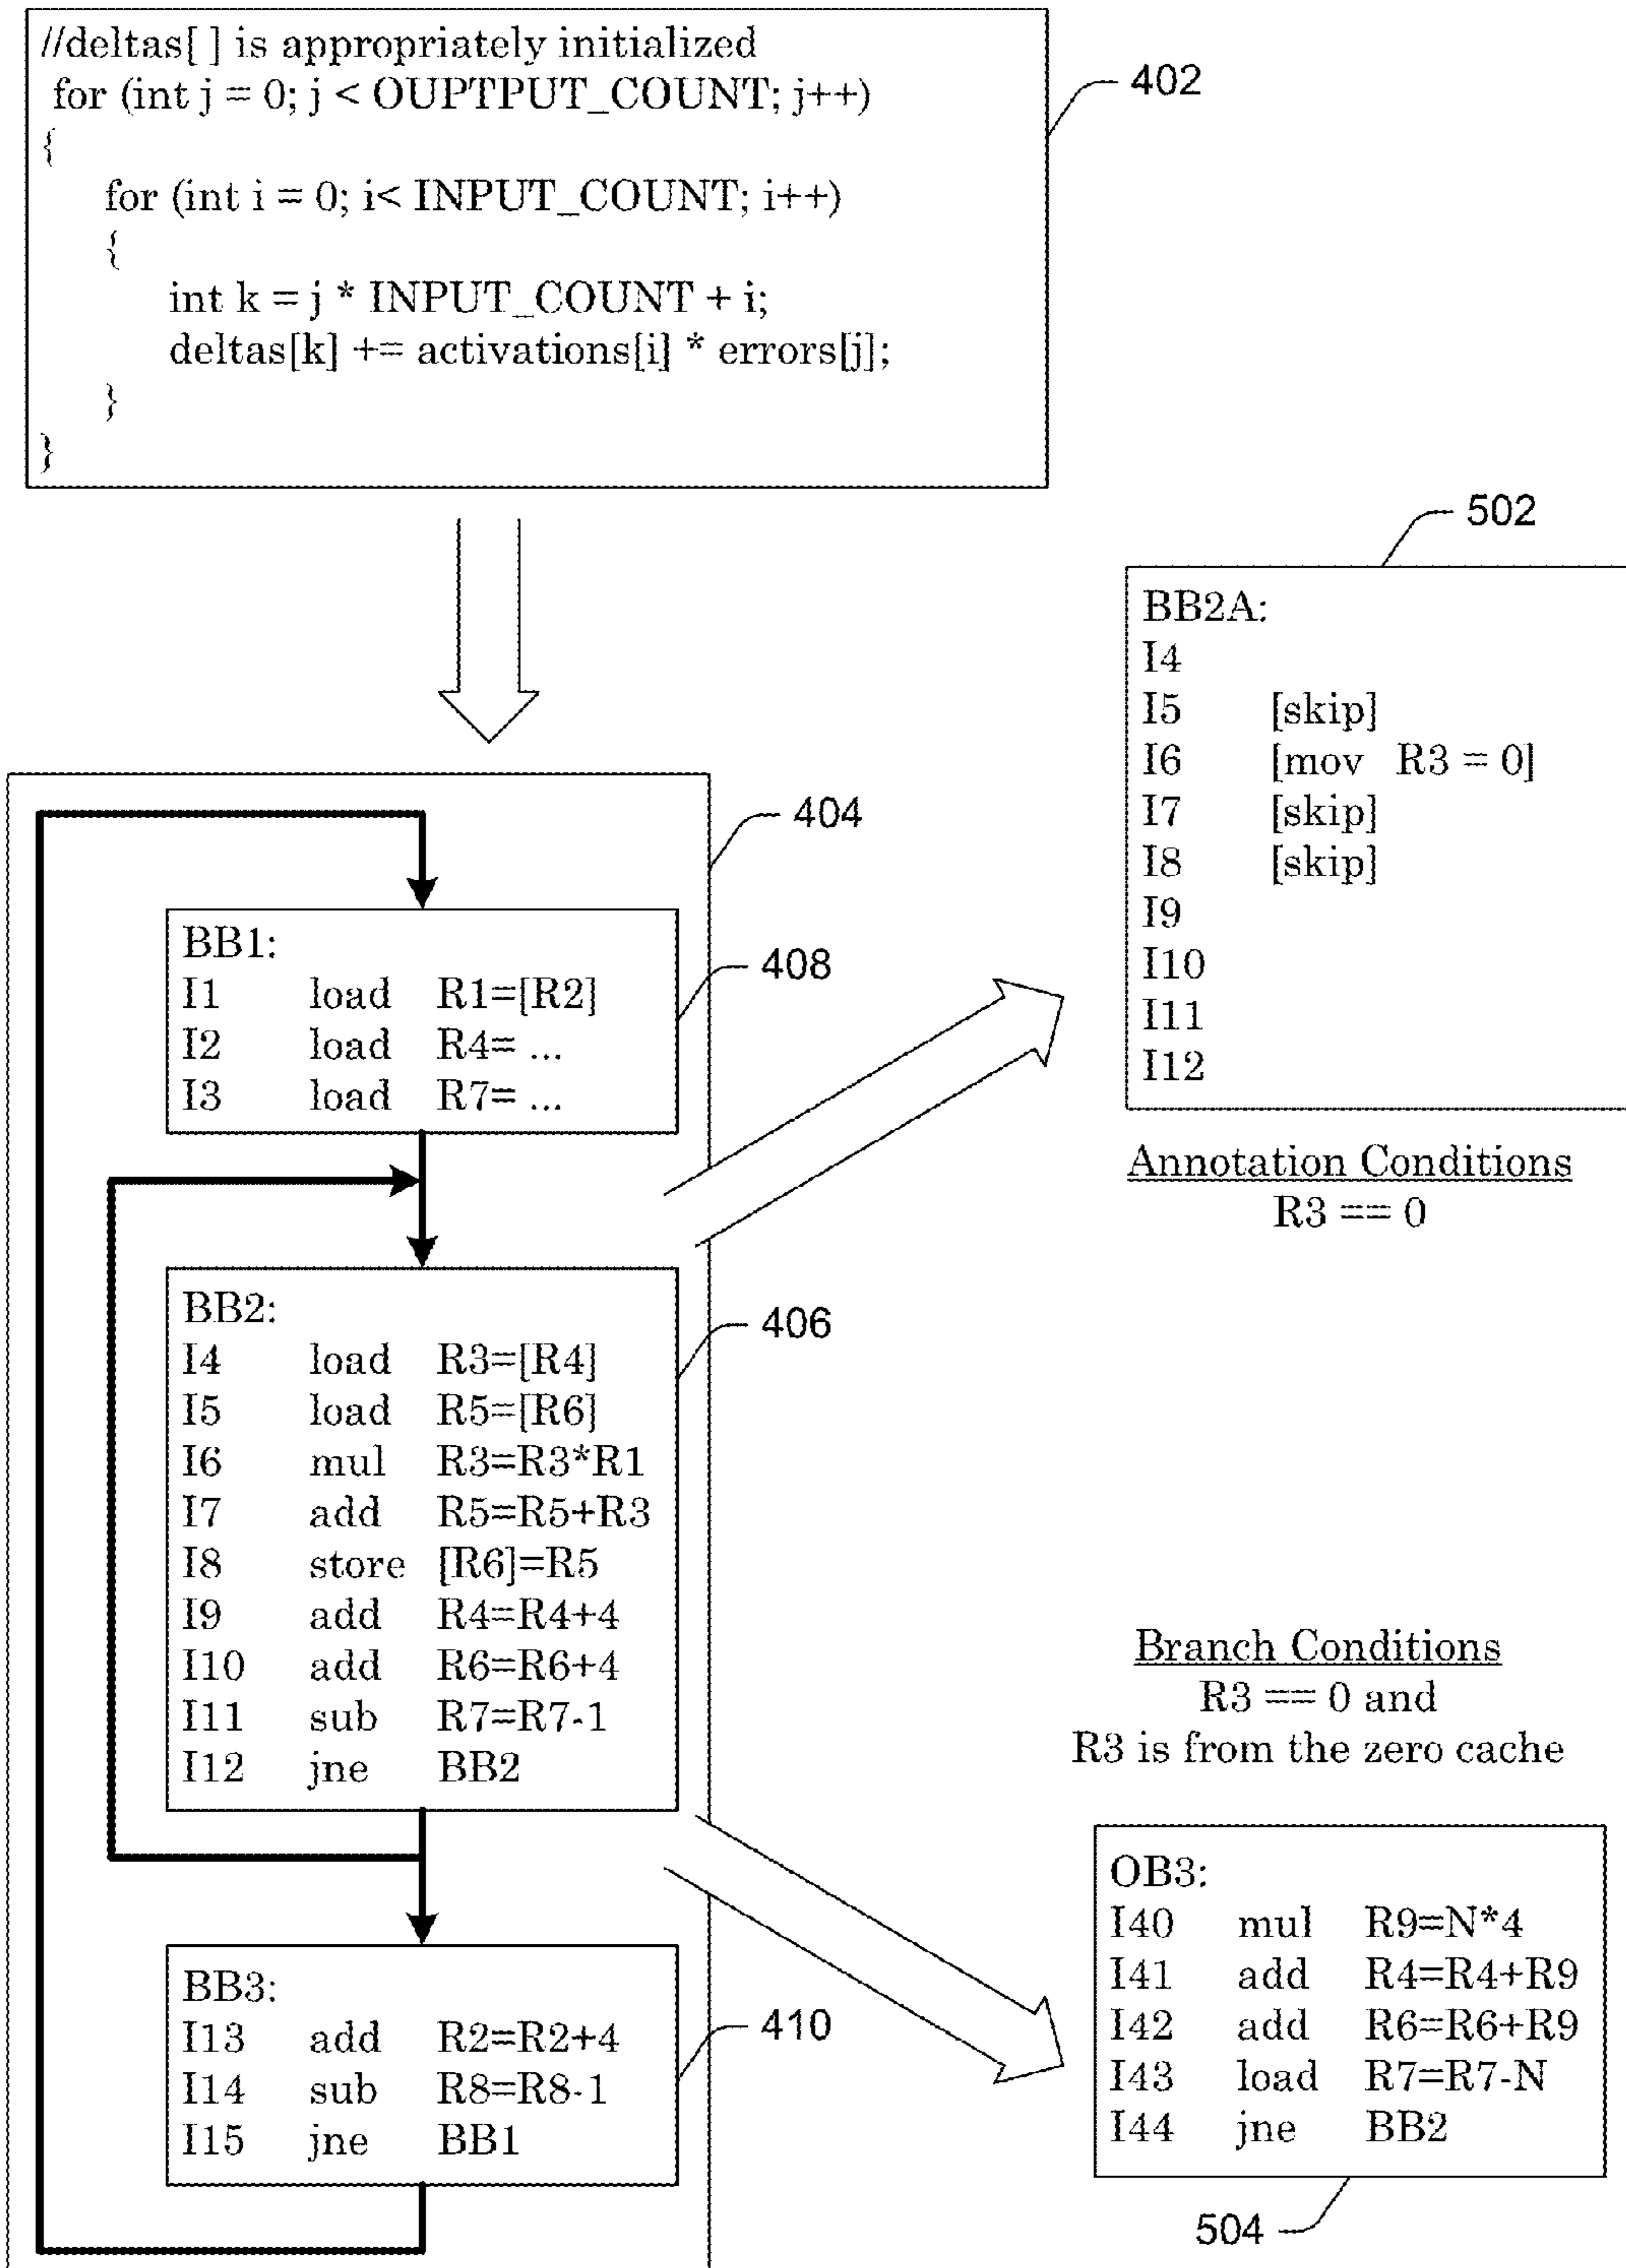 //deltas[ ] is appropriately initialized
for (int j = 0; j < OUPTPUT_COUNT; j++)
{
for (int i = 0; i< INPUT_COUNT; i++)
{
int k = j * INPUT_COUNT + i;
deltas[k] += activations[i] * errors[j];
}
}
402
502
BB2A:
I4
I5 [skip]
I6 [mov R3 = 0]
I7 [skip]
I8 [skip]
I9
I10
I11
I12
Annotation Conditions
R3 == 0
404
BB1:
I1 load R1=[R2]
I2 load R4= ...
I3 load R7= ...
408
BB2:
I4 load R3=[R4]
I5 load R5=[R6]
I6 mul R3=R3*R1
I7 add R5=R5+R3
I8 store [R6]=R5
I9 add R4=R4+4
I10 add R6=R6+4
I11 sub R7=R7-1
I12 jne BB2
406
Branch Conditions
R3 == 0 and
R3 is from the zero cache
OB3:
I40 mul R9=N*4
I41 add R4=R4+R9
I42 add R6=R6+R9
I43 load R7=R7-N
I44 jne BB2
504
BB3:
I13 add R2=R2+4
I14 sub R8=R8-1
I15 jne BB1
410